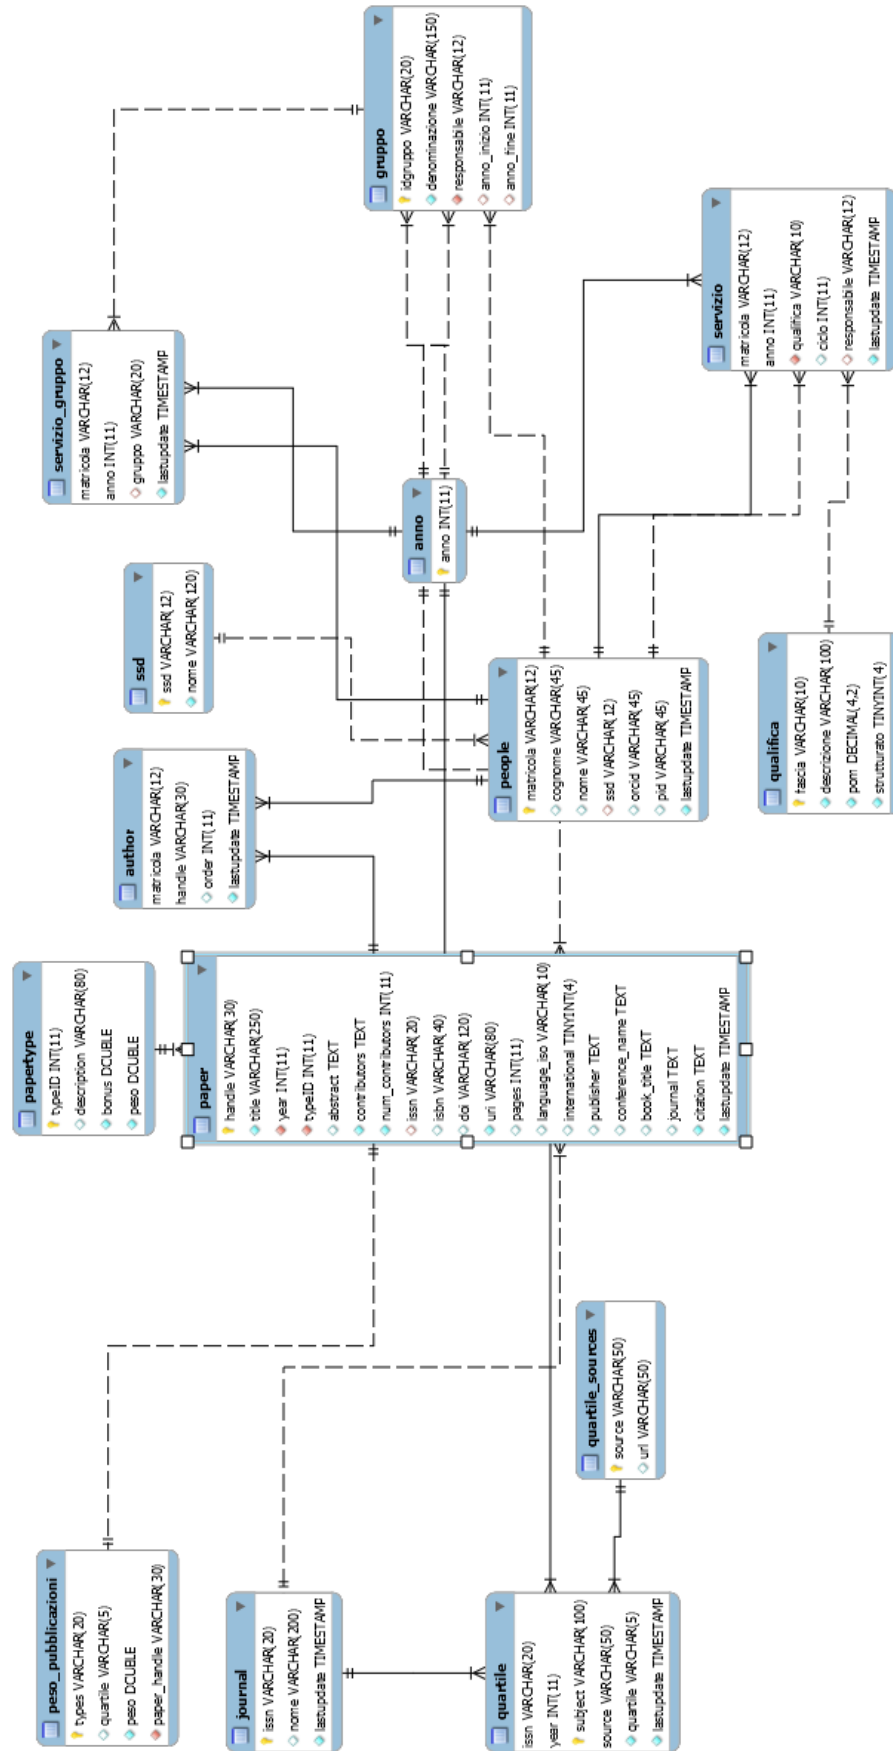 peso_pubblicazioni
types VARCHAR(20)
quartile VARCHAR(5)
peso DOUBLE
paper_handle VARCHAR(30)
papertype
typeID INT(11)
description VARCHAR(80)
bonus DOUBLE
peso DOUBLE
author
matricola VARCHAR(12)
handle VARCHAR(30)
order INT(11)
lastupdate TIMESTAMP
ssd
ssd VARCHAR(12)
nome VARCHAR(120)
servizio_gruppo
matricola VARCHAR(12)
anno INT(11)
gruppo VARCHAR(20)
lastupdate TIMESTAMP
journal
issn VARCHAR(20)
nome VARCHAR(200)
lastupdate TIMESTAMP
paper
handle VARCHAR(30)
title VARCHAR(250)
year INT(11)
typeID INT(11)
abstract TEXT
contributors TEXT
num_contributors INT(11)
issn VARCHAR(20)
isbn VARCHAR(40)
doi VARCHAR(120)
uri VARCHAR(80)
pages INT(11)
language_iso VARCHAR(10)
international TINYINT(4)
publisher TEXT
conference_name TEXT
book_title TEXT
journal TEXT
citation TEXT
lastupdate TIMESTAMP
anno
anno INT(11)
gruppo
idgruppo VARCHAR(20)
denominazione VARCHAR(150)
responsabile VARCHAR(12)
anno_inizio INT(11)
anno_fine INT(11)
quartile
issn VARCHAR(20)
year INT(11)
subject VARCHAR(100)
source VARCHAR(50)
quartile VARCHAR(5)
lastupdate TIMESTAMP
quartile_sources
source VARCHAR(50)
url VARCHAR(50)
people
matricola VARCHAR(12)
cognome VARCHAR(45)
nome VARCHAR(45)
ssd VARCHAR(12)
orcid VARCHAR(45)
pid VARCHAR(45)
lastupdate TIMESTAMP
qualifica
fascia VARCHAR(10)
descrizione VARCHAR(100)
pom DECIMAL(4,2)
strutturato TINYINT(4)
servizio
matricola VARCHAR(12)
anno INT(11)
qualifica VARCHAR(10)
ciclo INT(11)
responsabile VARCHAR(12)
lastupdate TIMESTAMP